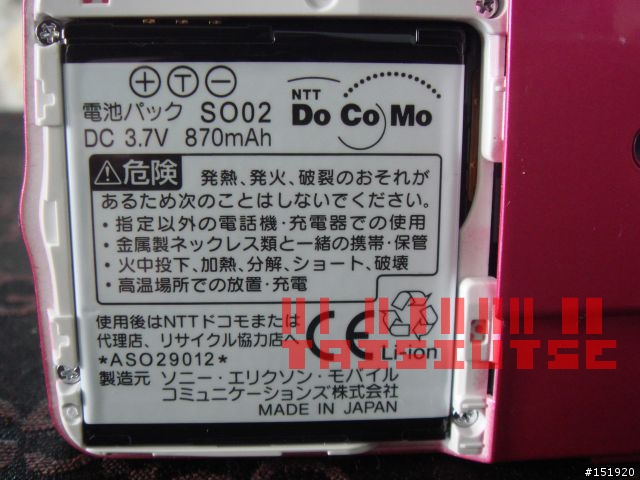 + T −
電池パック SO02
DC 3.7V 870mAh
NTT
DoCoMo
危険 発熱、発火、破裂のおそれが
あるため次のことはしないでください。
・指定以外の電話機・充電器での使用
・金属製ネックレス類と一緒の携帯・保管
・火中投下、加熱、分解、ショート、破壊
・高温場所での放置・充電
使用後はNTTドコモまたは
代理店、リサイクル協力店へ
*ASO29012*
CE
Li-ion
製造元 ソニー・エリクソン・モバイル
コミュニケーションズ株式会社
MADE IN JAPAN
#151920